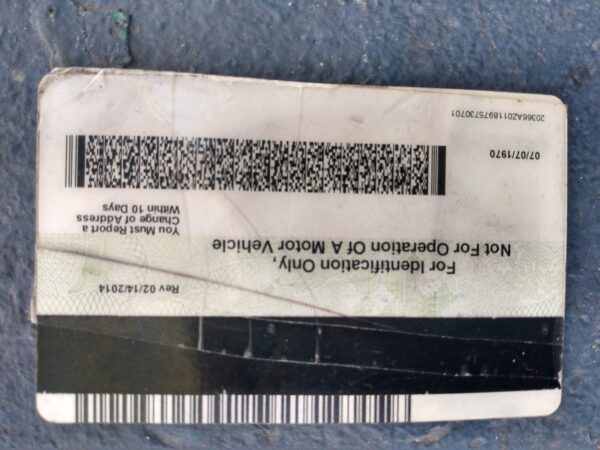 Rev 02/14/2014
For Identification Only,
Not For Operation Of A Motor Vehicle
You Must Report a
Change of Address
Within 10 Days
07/07/1970
20366AZ0118975730701